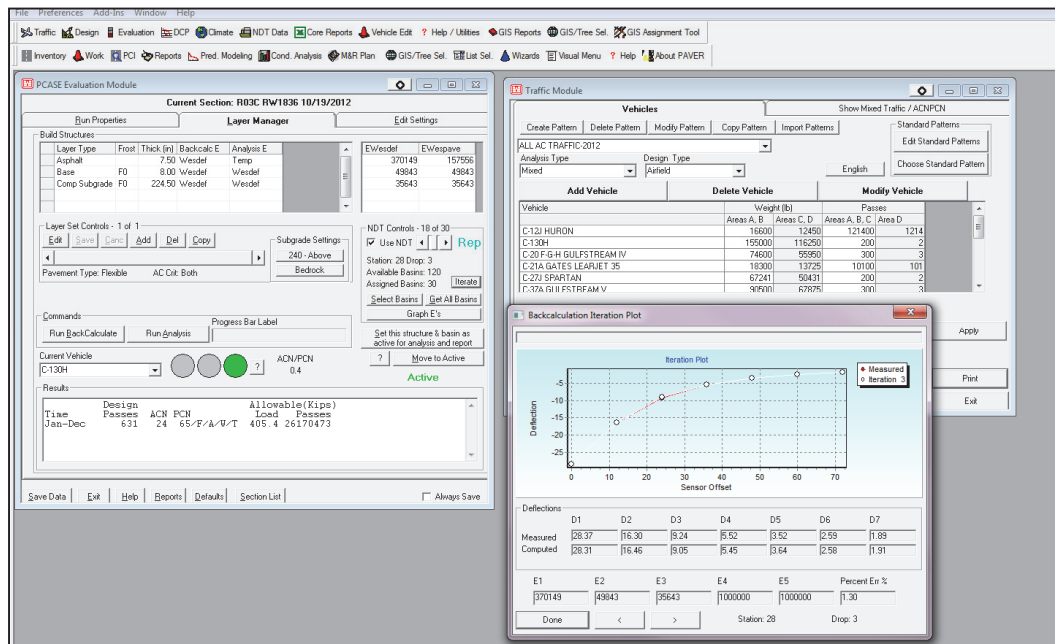 File Preferences Add-Ins Window Help
Traffic Design Evaluation DCP Climate NDT Data Core Reports Vehicle Edit ? Help / Utilities GIS Reports GIS/Tree Sel. GIS Assignment Tool
Inventory Work PCI Reports Pred. Modeling Cond. Analysis M&R Plan GIS/Tree Sel. List Sel. Wizards Visual Menu ? Help About PAVER
PCASE Evaluation Module
Current Section: R03C RW1836 10/19/2012
Run Properties Layer Manager Edit Settings
Build Structures
Layer Type Frost Thick (in) Backcalc E Analysis E
Asphalt 7.50 Wesdef Temp
Base F0 8.00 Wesdef Wesdef
Comp Subgrade F0 224.50 Wesdef Wesdef
EWesdef EWespave
370149 157556
49843 49843
35643 35643
Layer Set Controls - 1 of 1
Edit Save Canc Add Del Copy
Pavement Type: Flexible AC Crit: Both
Subgrade Settings
240 - Above
Bedrock
NDT Controls - 18 of 30
Use NDT Rep
Station: 28 Drop: 3
Available Basins: 120
Assigned Basins: 30 Iterate
Select Basins Get All Basins
Graph E's
Commands
Run BackCalculate Run Analysis Progress Bar Label
Set this structure & basin as
active for analysis and report
? Move to Active
Active
Current Vehicle
C-130H ? ACN/PCN
0.4
Results
Design Allowable(Kips)
Time Passes ACN PCN Load Passes
Jan-Dec 631 24 65/F/A/W/T 405.4 26170473
Save Data Exit Help Reports Defaults Section List Always Save
Traffic Module
Vehicles Show Mixed Traffic / ACNPCN
Create Pattern Delete Pattern Modify Pattern Copy Pattern Import Patterns
Standard Patterns
Edit Standard Patterns
Choose Standard Pattern
ALL AC TRAFFIC-2012
Analysis Type Design Type
Mixed Airfield English
Add Vehicle Delete Vehicle Modify Vehicle
Vehicle Weight (lb) Passes
Areas A, B Areas C, D Areas A, B, C Area D
C-12J HURON 16600 12450 121400 1214
C-130H 155000 116250 200 2
C-20 F-G-H GULFSTREAM IV 74600 55950 300 3
C-21A GATES LEARJET 35 18300 13725 10100 101
C-27J SPARTAN 67241 50431 200 2
C-37A GULFSTREAM V 90500 67875 300 3
Apply
Print
Exit
Backcalculation Iteration Plot
Iteration Plot
Measured
Iteration 3
Deflection
-5
-10
-15
-20
-25
0 10 20 30 40 50 60 70
Sensor Offset
Deflections
D1 D2 D3 D4 D5 D6 D7
Measured 28.37 16.30 9.24 5.52 3.52 2.59 1.89
Computed 28.31 16.46 9.05 5.45 3.64 2.58 1.91
E1 E2 E3 E4 E5 Percent Err %
370149 49843 35643 1000000 1000000 1.30
Done < > Station: 28 Drop: 3